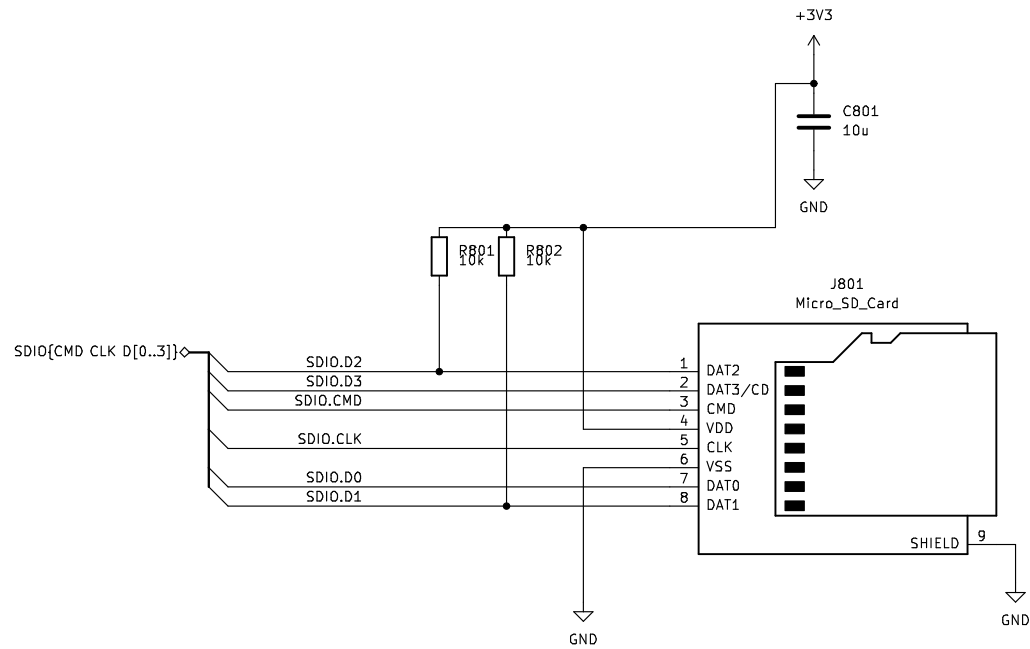 +3V3
C801
10u
GND
R801
10k
R802
10k
J801
Micro_SD_Card
SDIO{CMD CLK D[0..3]}
SDIO.D2
1
DAT2
SDIO.D3
2
DAT3/CD
SDIO.CMD
3
CMD
4
VDD
SDIO.CLK
5
CLK
6
VSS
SDIO.D0
7
DAT0
SDIO.D1
8
DAT1
SHIELD
9
GND
GND